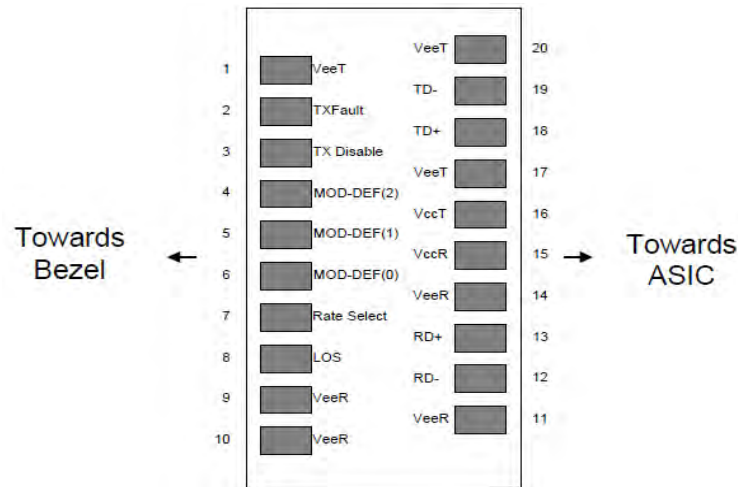 VeeT 20
1 VeeT
TD- 19
2 TXFault
TD+ 18
3 TX Disable
VeeT 17
4 MOD-DEF(2)
VccT 16
5 MOD-DEF(1)
Towards
Bezel
VccR 15
Towards
ASIC
6 MOD-DEF(0)
VeeR 14
7 Rate Select
RD+ 13
8 LOS
RD- 12
9 VeeR
VeeR 11
10 VeeR